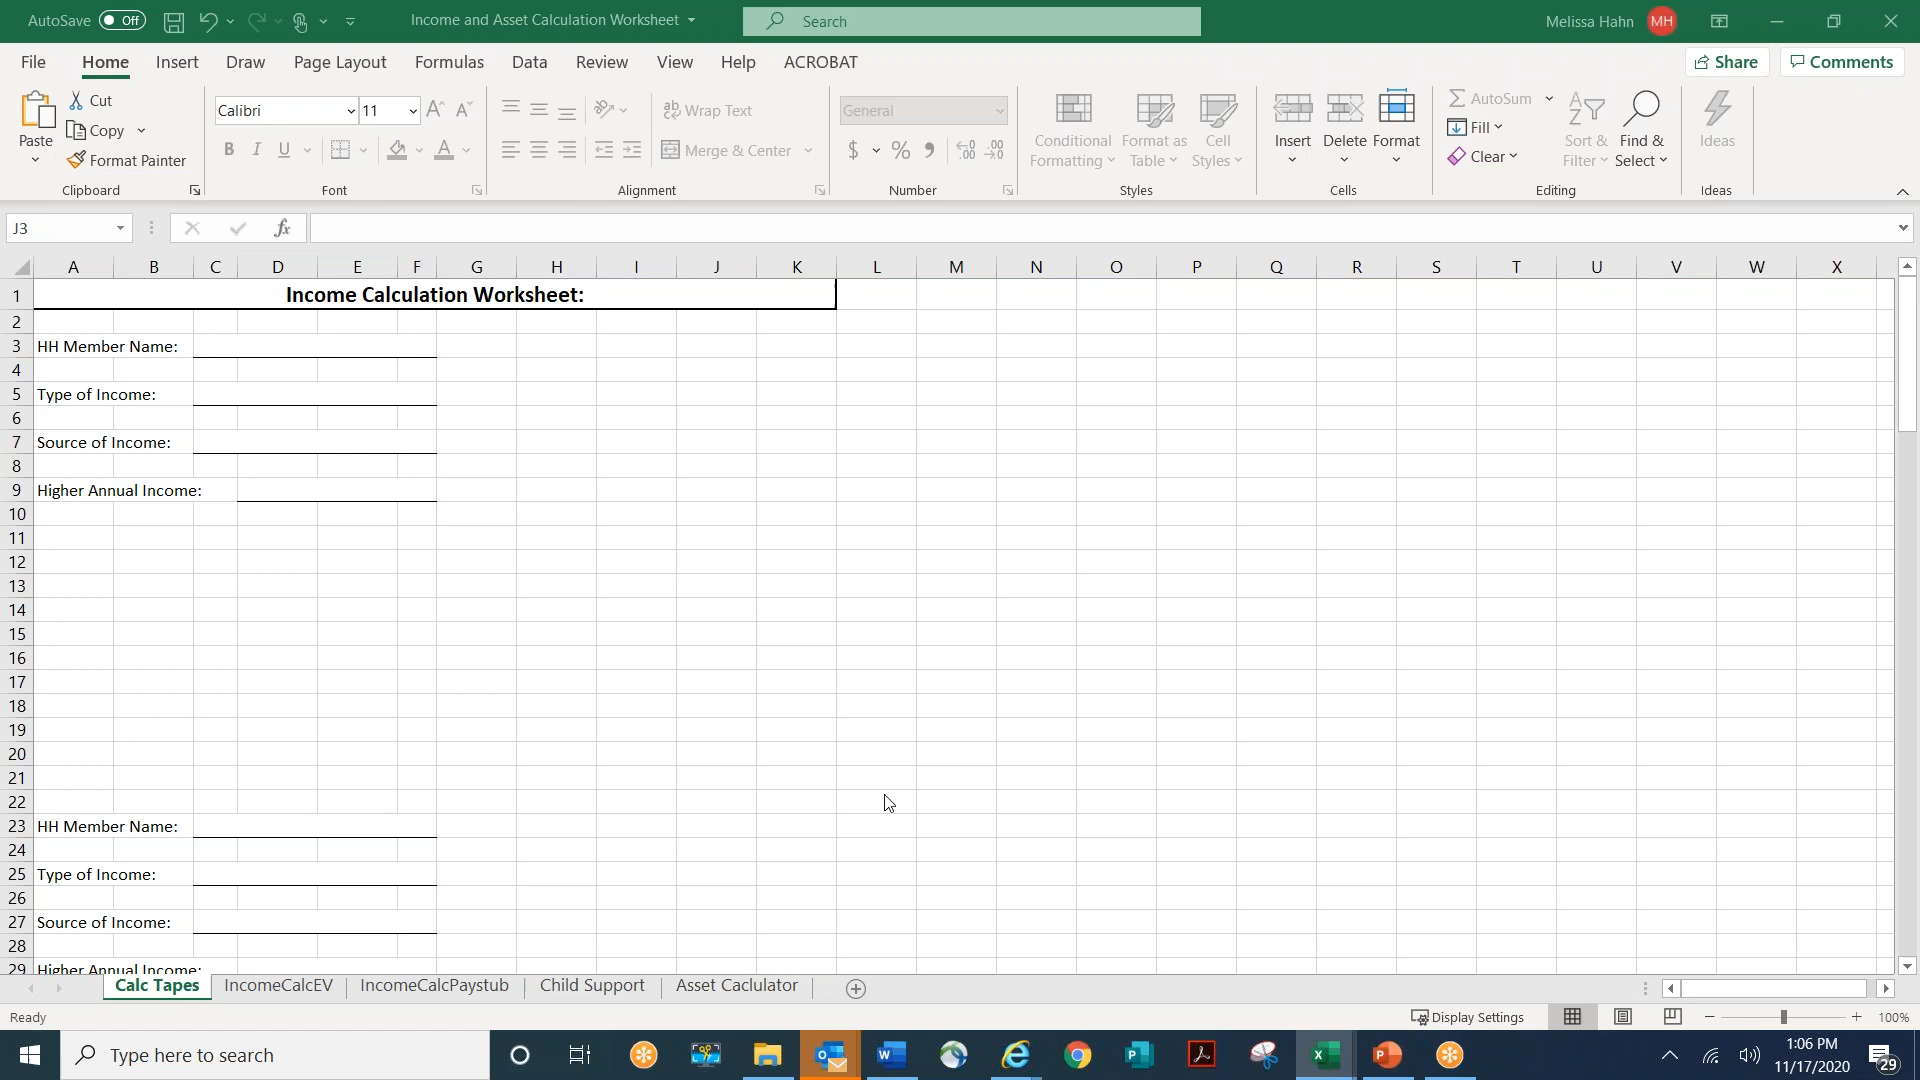 AutoSave Off Income and Asset Calculation Worksheet Search Melissa Hahn MH
File Home Insert Draw Page Layout Formulas Data Review View Help ACROBAT Share Comments
Paste Cut Copy Format Painter
Calibri 11
B I U A
ab Wrap Text
Merge & Center
General
$ % 9
Conditional Formatting
Format as Table
Cell Styles
Insert Delete Format
AutoSum
Fill
Clear
Sort & Filter
Find & Select
Ideas
Clipboard Font Alignment Number Styles Cells Editing Ideas
J3 fx
A B C D E F G H I J K L M N O P Q R S T U V W X
1 Income Calculation Worksheet:
2
3 HH Member Name:
4
5 Type of Income:
6
7 Source of Income:
8
9 Higher Annual Income:
10
11
12
13
14
15
16
17
18
19
20
21
22
23 HH Member Name:
24
25 Type of Income:
26
27 Source of Income:
28
29 Higher Annual Income:
Calc Tapes IncomeCalcEV IncomeCalcPaystub Child Support Asset Caclulator
Ready Display Settings 100%
Type here to search
1:06 PM
11/17/2020
29